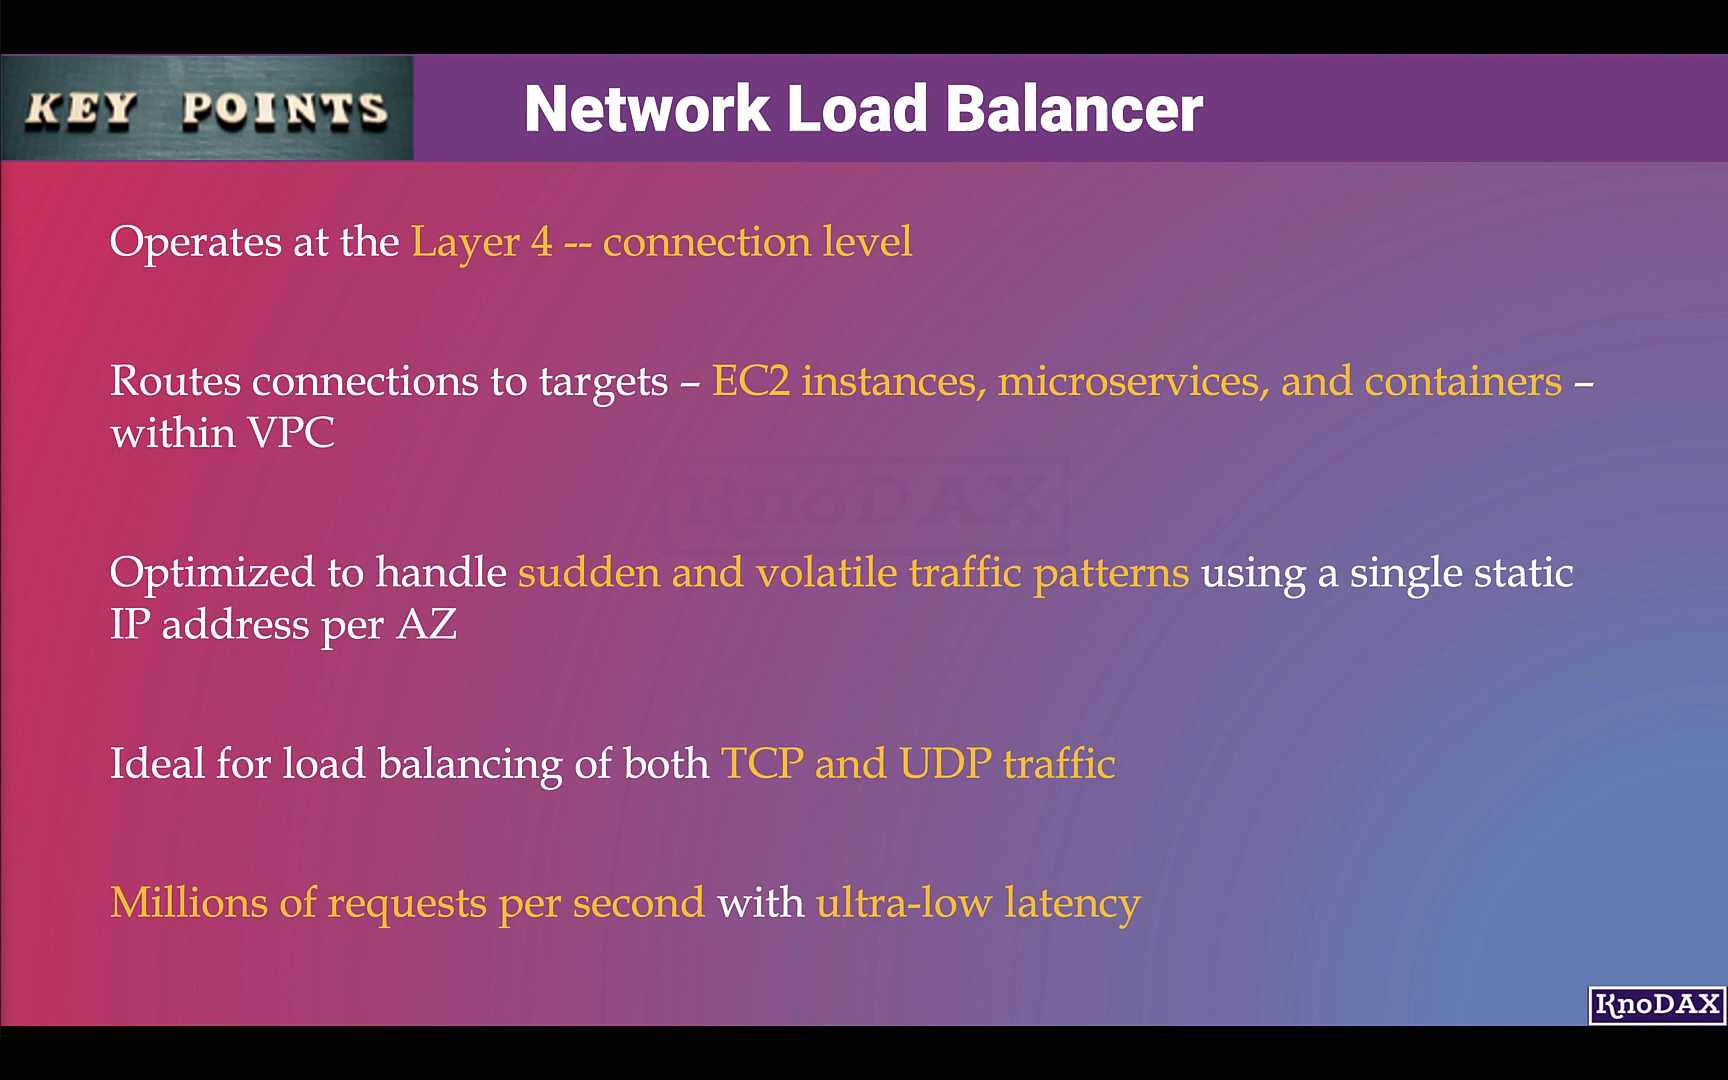 KEY POINTS
Network Load Balancer
Operates at the Layer 4 -- connection level
Routes connections to targets – EC2 instances, microservices, and containers –
within VPC
KnoDAX
Optimized to handle sudden and volatile traffic patterns using a single static
IP address per AZ
Ideal for load balancing of both TCP and UDP traffic
Millions of requests per second with ultra-low latency
KnoDAX